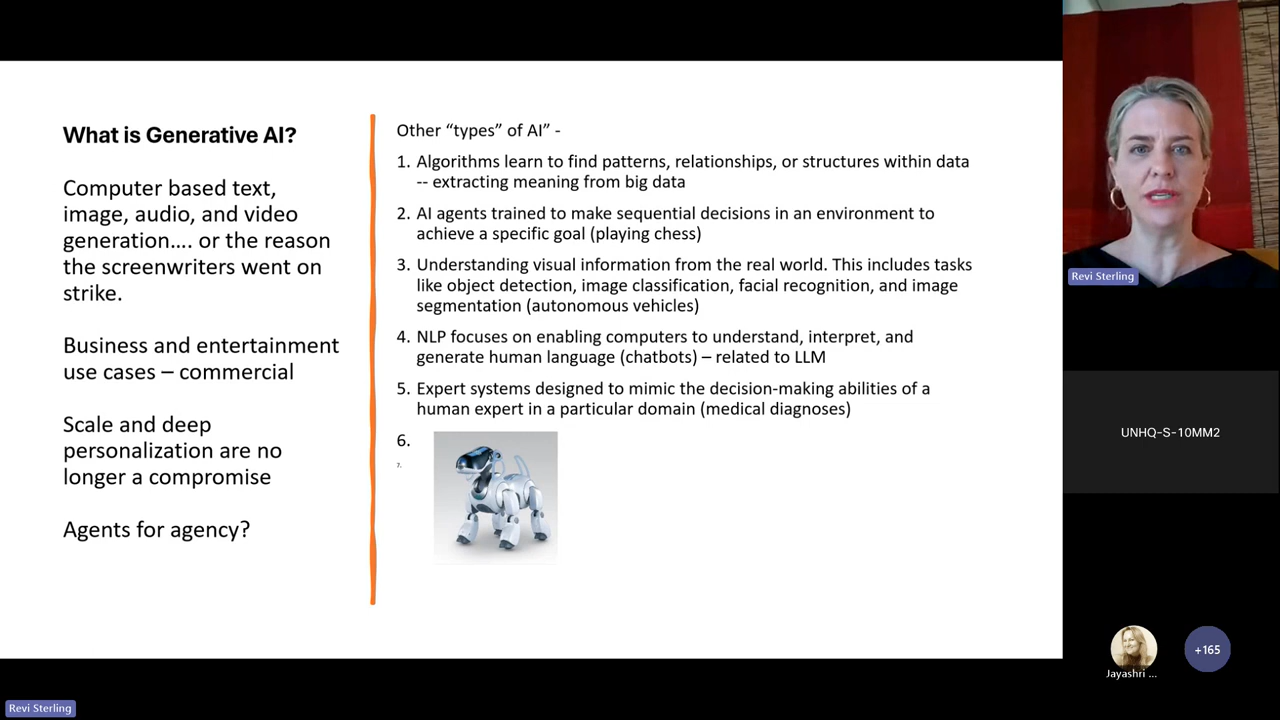 What is Generative AI?
Computer based text,
image, audio, and video
generation.... or the reason
the screenwriters went on
strike.
Business and entertainment
use cases – commercial
Scale and deep
personalization are no
longer a compromise
Agents for agency?
Other “types” of AI” -
1. Algorithms learn to find patterns, relationships, or structures within data
-- extracting meaning from big data
2. AI agents trained to make sequential decisions in an environment to
achieve a specific goal (playing chess)
3. Understanding visual information from the real world. This includes tasks
like object detection, image classification, facial recognition, and image
segmentation (autonomous vehicles)
4. NLP focuses on enabling computers to understand, interpret, and
generate human language (chatbots) – related to LLM
5. Expert systems designed to mimic the decision-making abilities of a
human expert in a particular domain (medical diagnoses)
6.
7.
Revi Sterling
UNHQ-S-10MM2
Jayashri ...
+165
Revi Sterling